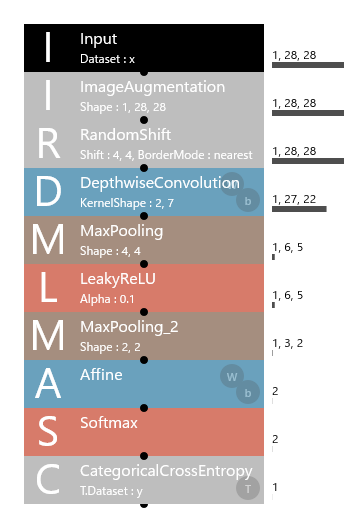 I Input
Dataset : x
1, 28, 28
I ImageAugmentation
Shape : 1, 28, 28
1, 28, 28
R RandomShift
Shift : 4, 4, BorderMode : nearest
1, 28, 28
D DepthwiseConvolution
KernelShape : 2, 7
W b
1, 27, 22
M MaxPooling
Shape : 4, 4
1, 6, 5
L LeakyReLU
Alpha : 0.1
1, 6, 5
M MaxPooling_2
Shape : 2, 2
1, 3, 2
A Affine
W b
2
S Softmax
2
C CategoricalCrossEntropy
T.Dataset : y
T
1